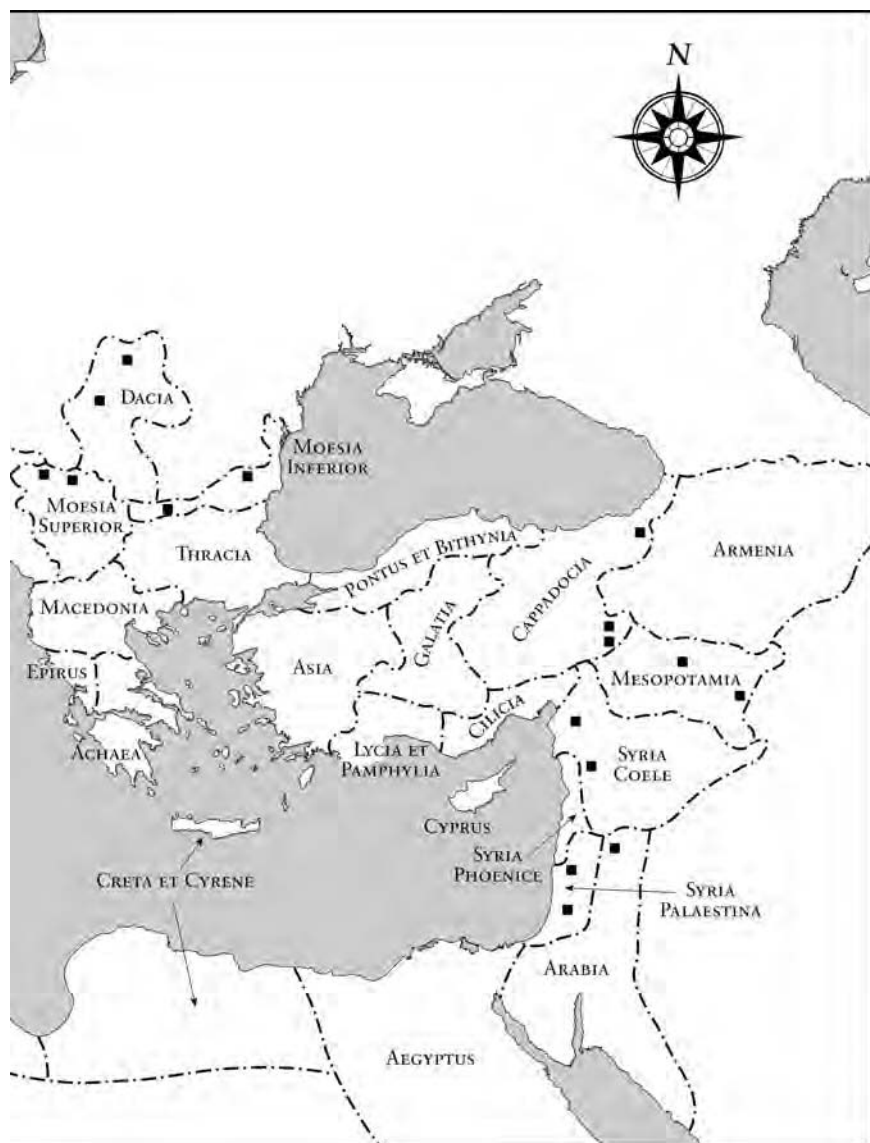 N
DACIA
MOESIA
INFERIOR
MOESIA
SUPERIOR
THRACIA
PONTUS ET BITHYNIA
ARMENIA
MACEDONIA
GALATIA
CAPPADOCIA
EPIRUS
ASIA
MESOPOTAMIA
CILICIA
ACHAEA
LYCIA ET
PAMPHYLIA
SYRIA
COELE
CYPRUS
SYRIA
PHOENICE
CRETA ET CYRENE
SYRIA
PALAESTINA
ARABIA
AEGYPTUS